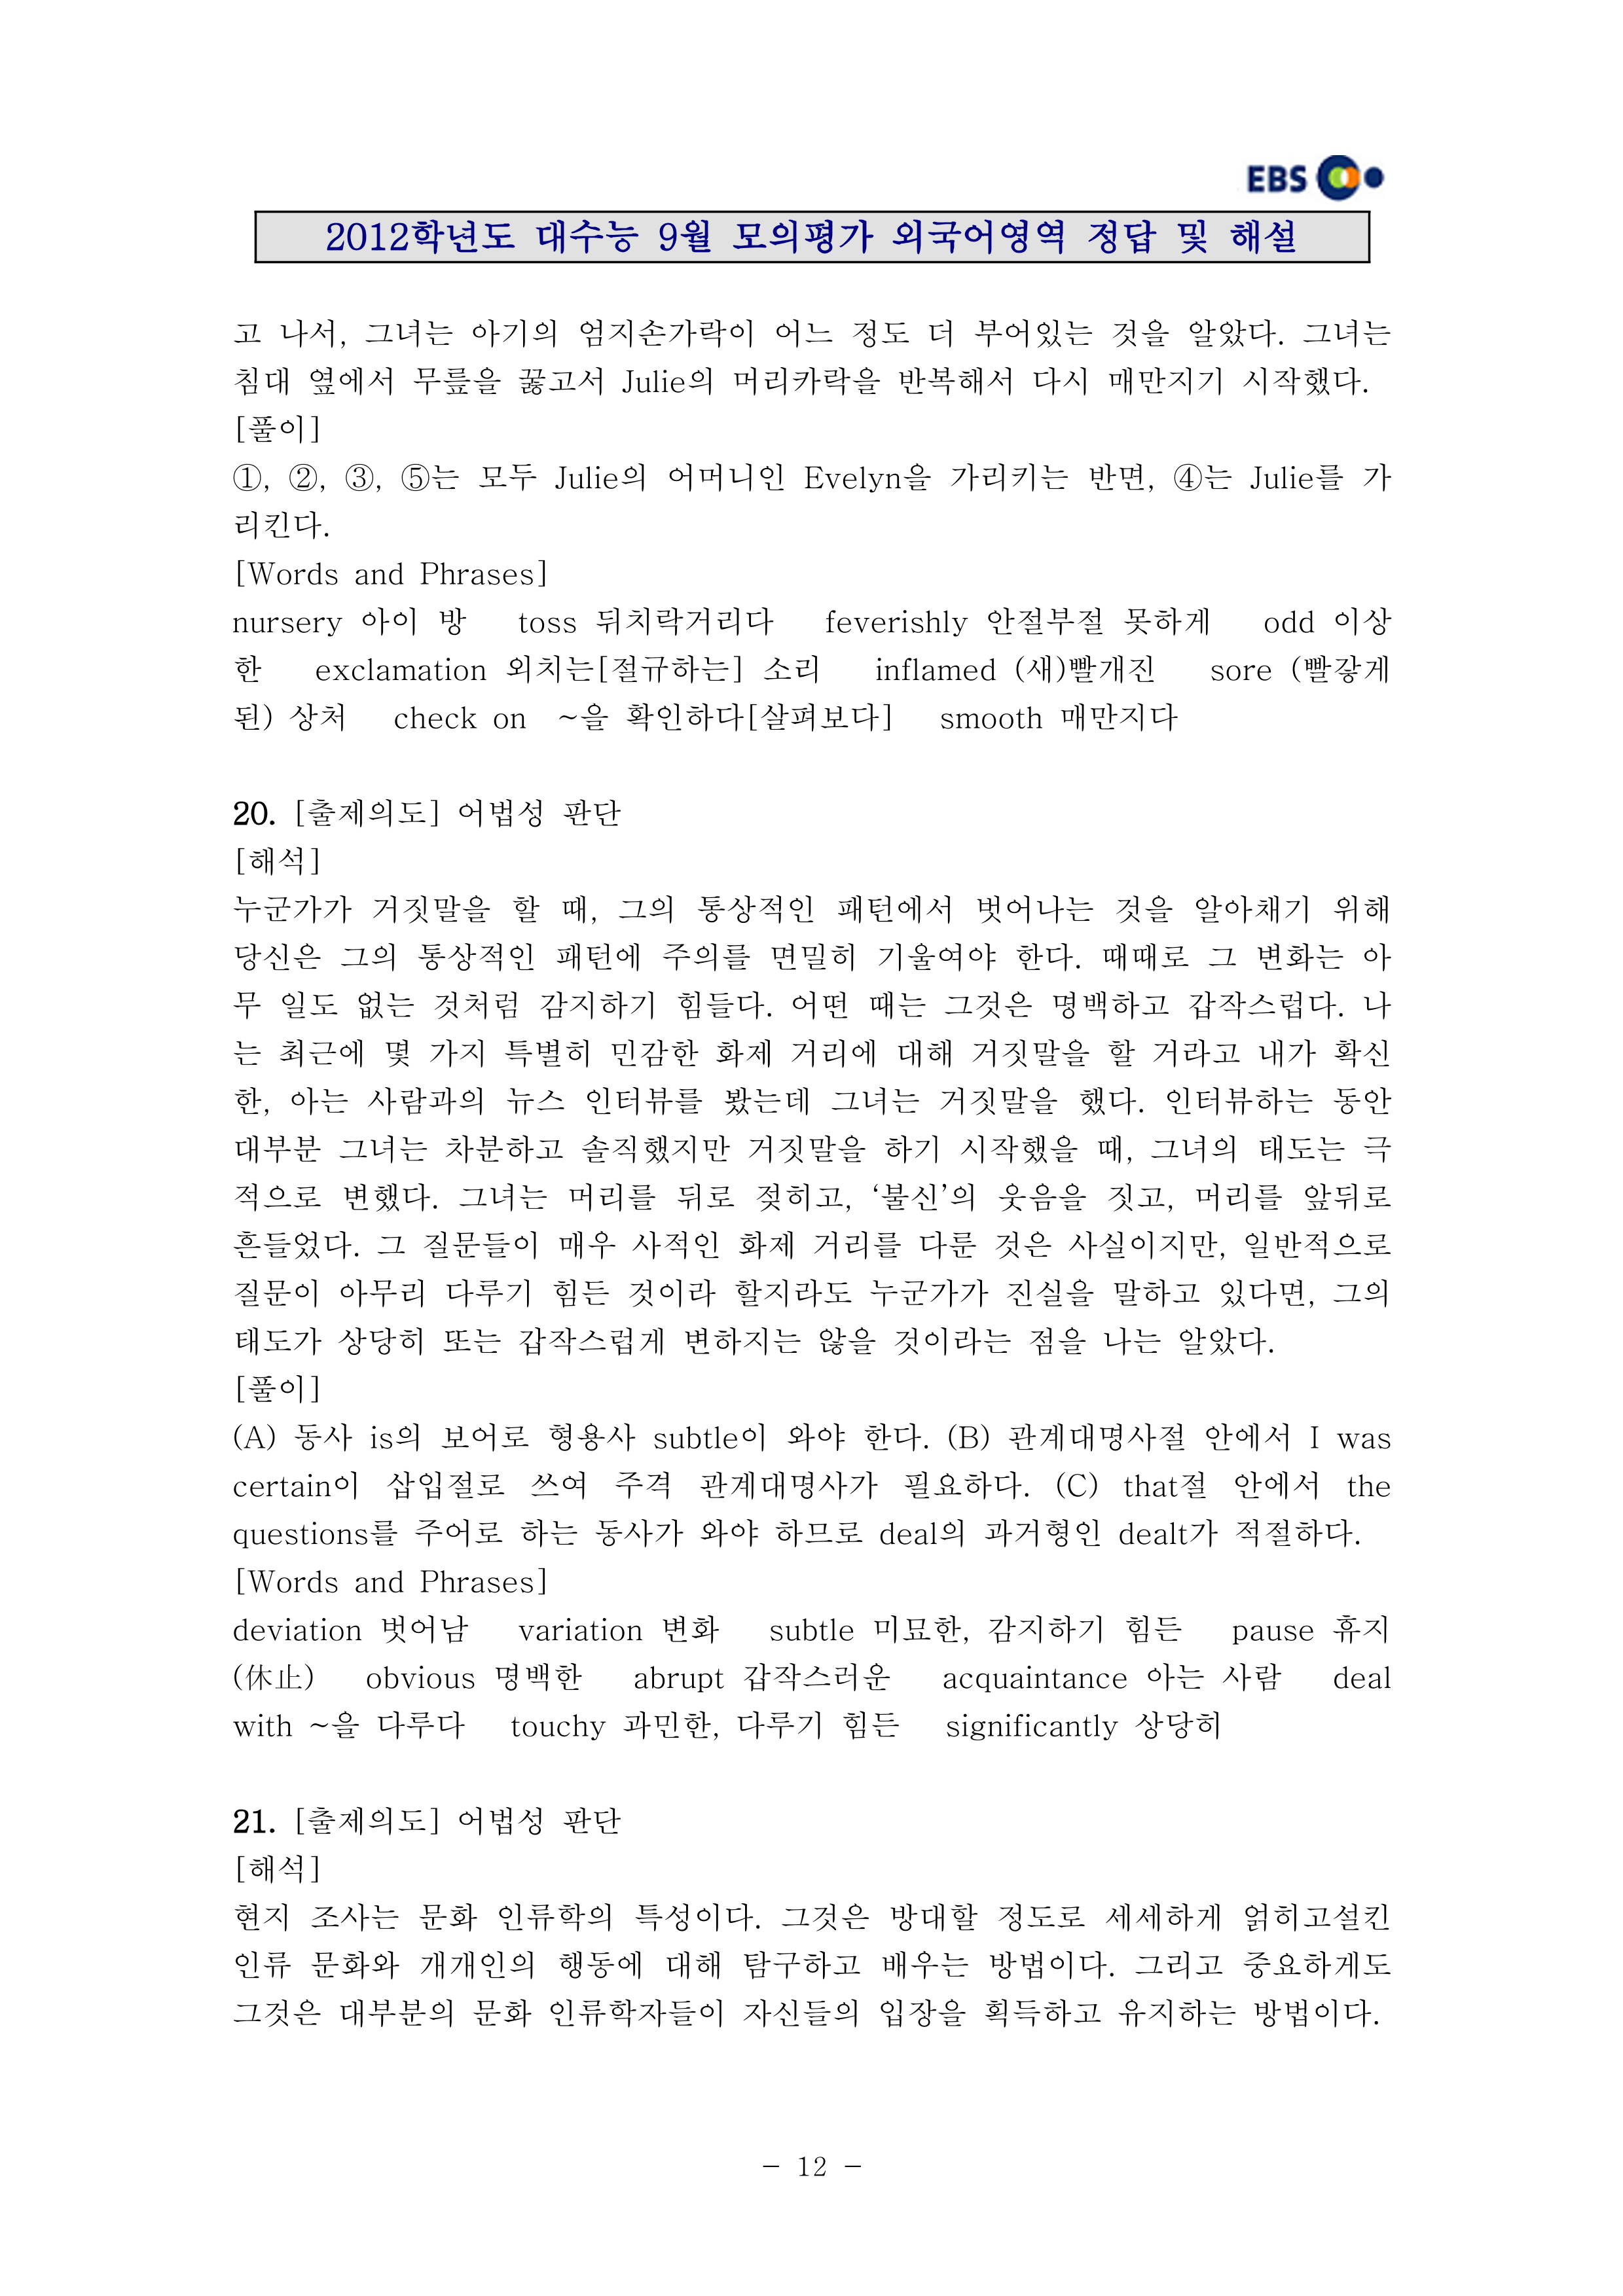 EBS
2012학년도 대수능 9월 모의평가 외국어영역 정답 및 해설
고 나서, 그녀는 아기의 엄지손가락이 어느 정도 더 부어있는 것을 알았다. 그녀는
침대 옆에서 무릎을 꿇고서 Julie의 머리카락을 반복해서 다시 매만지기 시작했다.
[풀이]
①, ②, ③, ⑤는 모두 Julie의 어머니인 Evelyn을 가리키는 반면, ④는 Julie를 가
리킨다.
[Words and Phrases]
nursery 아이 방 toss 뒤치락거리다 feverishly 안절부절 못하게 odd 이상
한 exclamation 외치는[절규하는] 소리 inflamed (새)빨개진 sore (빨갛게
된) 상처 check on ~을 확인하다[살펴보다] smooth 매만지다
20. [출제의도] 어법성 판단
[해석]
누군가가 거짓말을 할 때, 그의 통상적인 패턴에서 벗어나는 것을 알아채기 위해
당신은 그의 통상적인 패턴에 주의를 면밀히 기울여야 한다. 때때로 그 변화는 아
무 일도 없는 것처럼 감지하기 힘들다. 어떤 때는 그것은 명백하고 갑작스럽다. 나
는 최근에 몇 가지 특별히 민감한 화제 거리에 대해 거짓말을 할 거라고 내가 확신
한, 아는 사람과의 뉴스 인터뷰를 봤는데 그녀는 거짓말을 했다. 인터뷰하는 동안
대부분 그녀는 차분하고 솔직했지만 거짓말을 하기 시작했을 때, 그녀의 태도는 극
적으로 변했다. 그녀는 머리를 뒤로 젖히고, ‘불신’의 웃음을 짓고, 머리를 앞뒤로
흔들었다. 그 질문들이 매우 사적인 화제 거리를 다룬 것은 사실이지만, 일반적으로
질문이 아무리 다루기 힘든 것이라 할지라도 누군가가 진실을 말하고 있다면, 그의
태도가 상당히 또는 갑작스럽게 변하지는 않을 것이라는 점을 나는 알았다.
[풀이]
(A) 동사 is의 보어로 형용사 subtle이 와야 한다. (B) 관계대명사절 안에서 I was
certain이 삽입절로 쓰여 주격 관계대명사가 필요하다. (C) that절 안에서 the
questions를 주어로 하는 동사가 와야 하므로 deal의 과거형인 dealt가 적절하다.
[Words and Phrases]
deviation 벗어남 variation 변화 subtle 미묘한, 감지하기 힘든 pause 휴지
(休止) obvious 명백한 abrupt 갑작스러운 acquaintance 아는 사람 deal
with ~을 다루다 touchy 과민한, 다루기 힘든 significantly 상당히
21. [출제의도] 어법성 판단
[해석]
현지 조사는 문화 인류학의 특성이다. 그것은 방대할 정도로 세세하게 얽히고설킨
인류 문화와 개개인의 행동에 대해 탐구하고 배우는 방법이다. 그리고 중요하게도
그것은 대부분의 문화 인류학자들이 자신들의 입장을 획득하고 유지하는 방법이다.
- 12 -